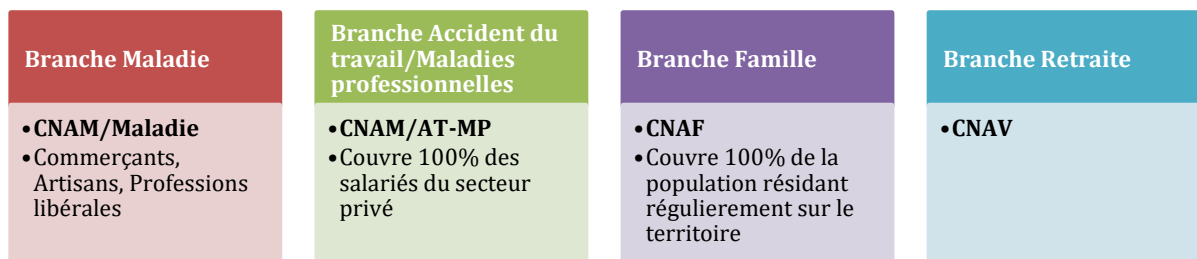 Branche Maladie
•CNAM/Maladie
•Commerçants,
Artisans, Professions
libérales
Branche Accident du
travail/Maladies
professionnelles
•CNAM/AT-MP
•Couvre 100% des
salariés du secteur
privé
Branche Famille
•CNAF
•Couvre 100% de la
population résidant
régulierement sur le
territoire
Branche Retraite
•CNAV